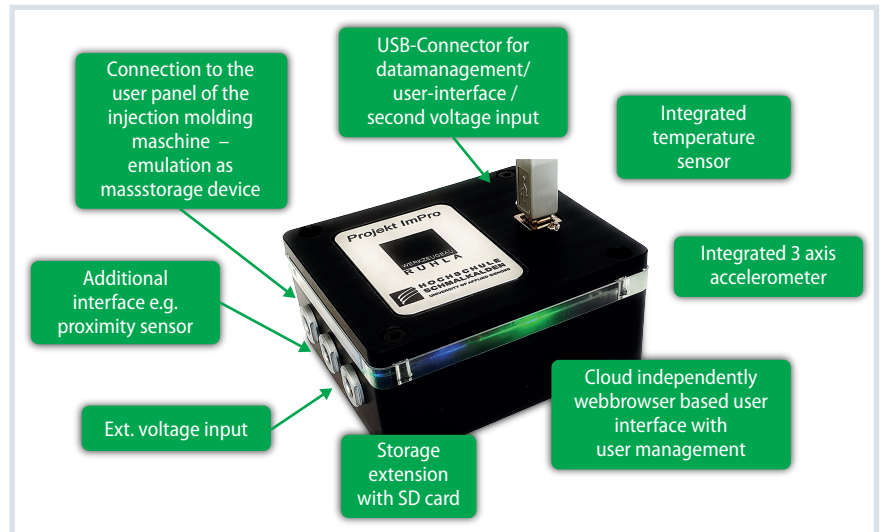 Connection to the
user panel of the
injection molding
maschine –
emulation as
massstorage device
USB-Connector for
datamanagement/
user-interface /
second voltage input
Integrated
temperature
sensor
Additional
interface e.g.
proximity sensor
Integrated 3 axis
accelerometer
Ext. voltage input
Storage
extension
with SD card
Cloud independently
webbrowser based user
interface with
user management
Projekt ImPro
WERKZEUGBAU
RUHLA
HOCHSCHULE
SCHMALKALDEN
UNIVERSITY OF APPLIED SCIENCES